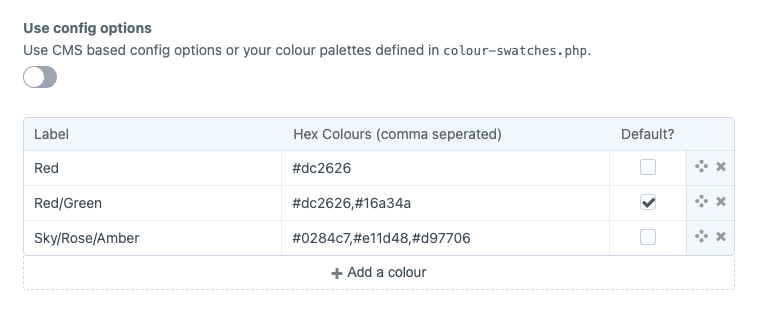 Use config options
Use CMS based config options or your colour palettes defined in colour-swatches.php.
Label Hex Colours (comma seperated) Default?
Red #dc2626
Red/Green #dc2626,#16a34a
Sky/Rose/Amber #0284c7,#e11d48,#d97706
+ Add a colour